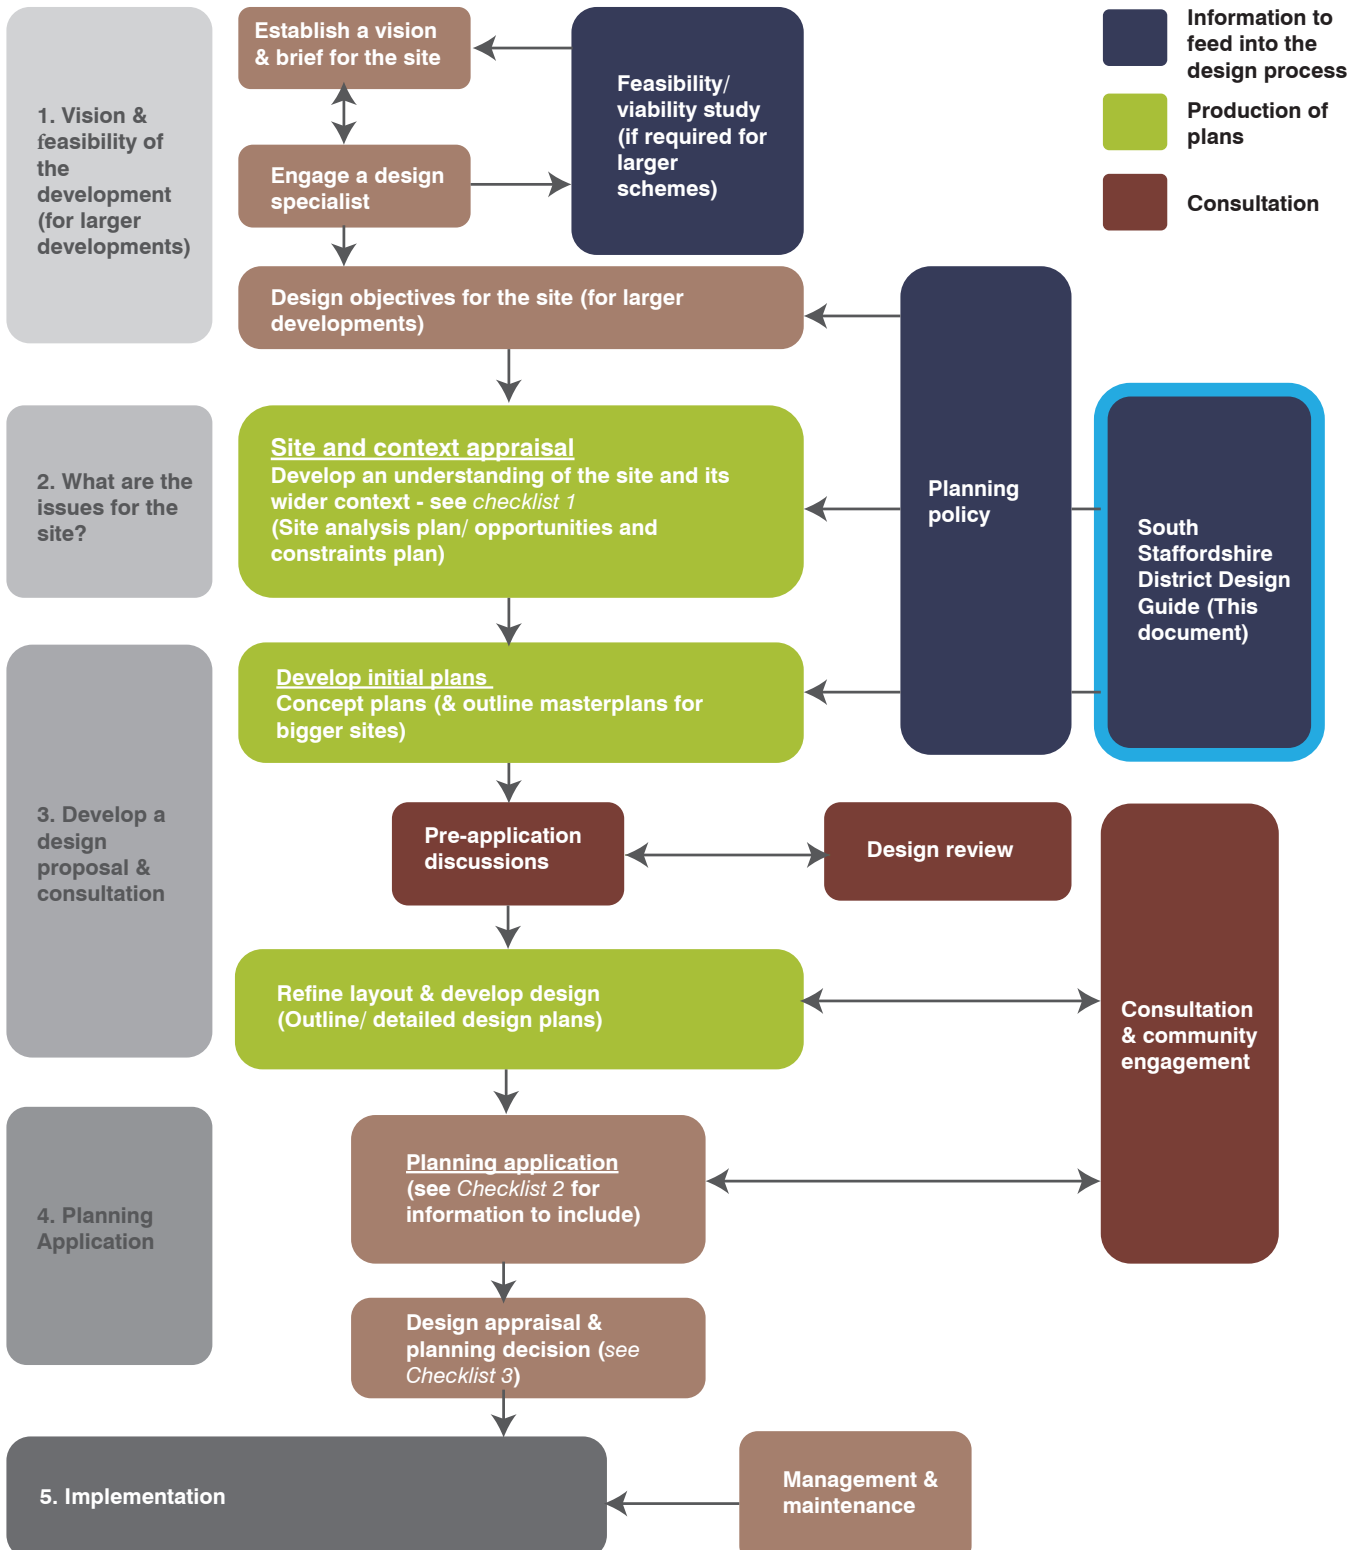 1. Vision &
feasibility of
the
development
(for larger
developments)
Establish a vision
& brief for the site
Engage a design
specialist
Feasibility/
viability study
(if required for
larger
schemes)
Information to
feed into the
design process
Production of
plans
Consultation
Design objectives for the site (for larger
developments)
2. What are the
issues for the
site?
Site and context appraisal
Develop an understanding of the site and its
wider context - see checklist 1
(Site analysis plan/ opportunities and
constraints plan)
Planning
policy
South
Staffordshire
District Design
Guide (This
document)
3. Develop a
design
proposal &
consultation
Develop initial plans
Concept plans (& outline masterplans for
bigger sites)
Pre-application
discussions
Design review
Refine layout & develop design
(Outline/ detailed design plans)
Consultation
& community
engagement
4. Planning
Application
Planning application
(see Checklist 2 for
information to include)
Design appraisal &
planning decision (see
Checklist 3)
5. Implementation
Management &
maintenance